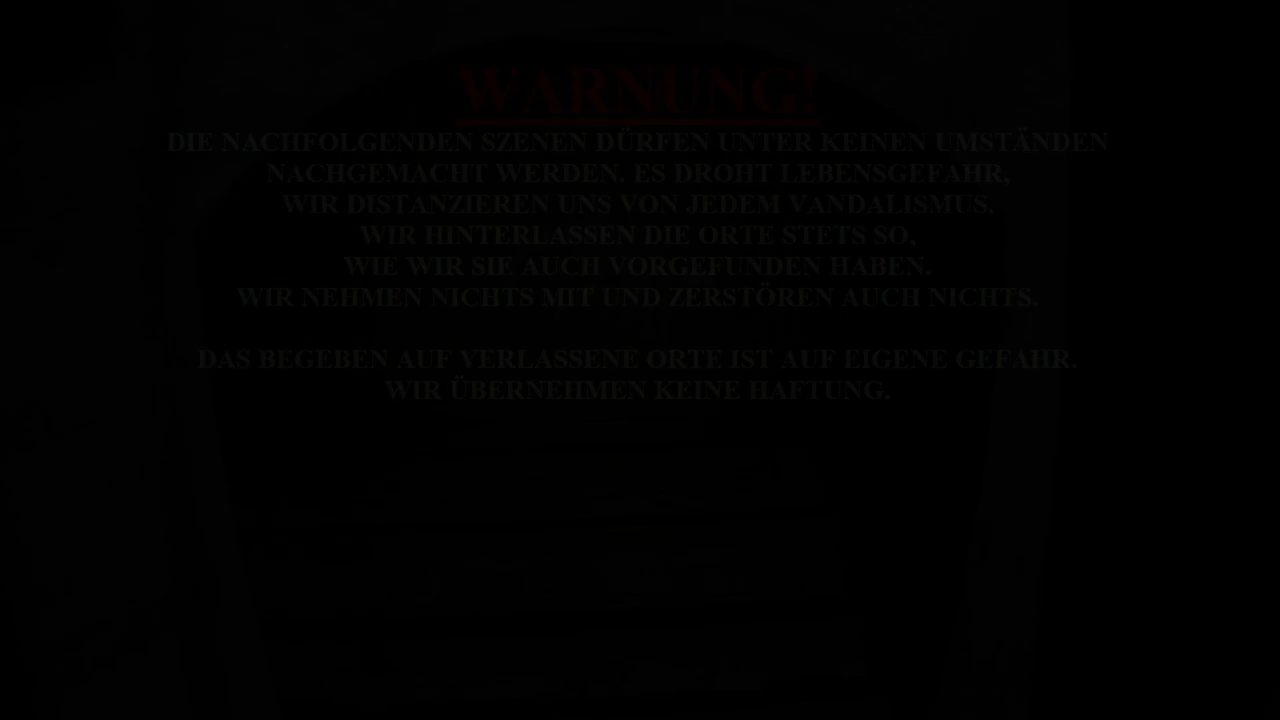 WARNUNG!
DIE NACHFOLGENDEN SZENEN DÜRFEN UNTER KEINEN UMSTÄNDEN
NACHGEMACHT WERDEN. ES DROHT LEBENSGEFAHR,
WIR DISTANZIEREN UNS VON JEDEM VANDALISMUS.
WIR HINTERLASSEN DIE ORTE STETS SO,
WIE WIR SIE AUCH VORGEFUNDEN HABEN.
WIR NEHMEN NICHTS MIT UND ZERSTÖREN AUCH NICHTS.
DAS BEGEBEN AUF VERLASSENE ORTE IST AUF EIGENE GEFAHR.
WIR ÜBERNEHMEN KEINE HAFTUNG.